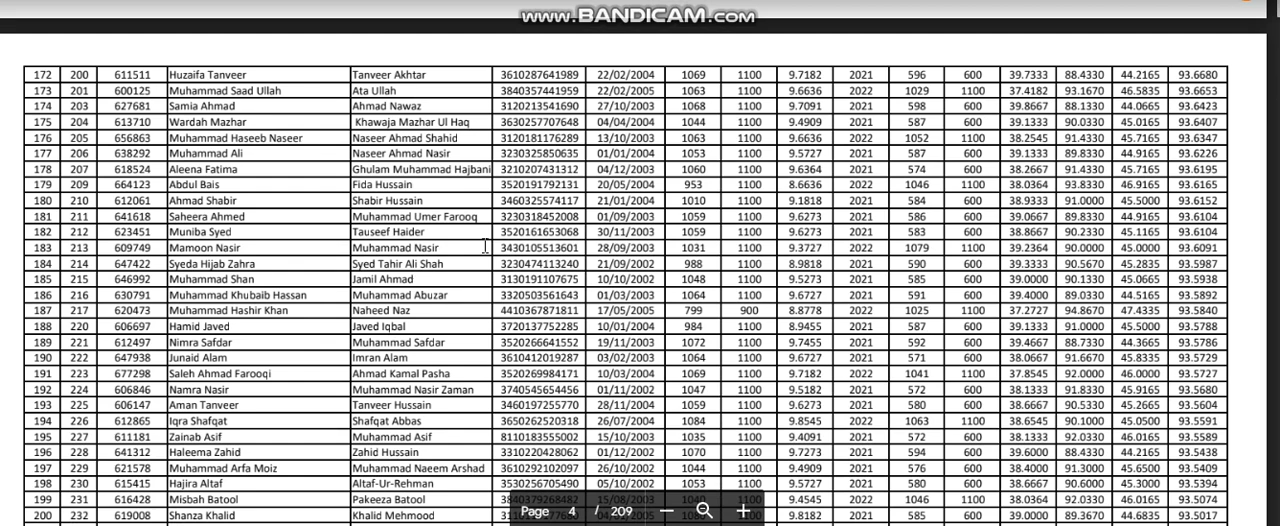 www.BANDICAM.com
172 200 611511 Huzaifa Tanveer Tanveer Akhtar 3610287641989 22/02/2004 1069 1100 9.7182 2021 596 600 39.7333 88.4330 44.2165 93.6680
173 201 600125 Muhammad Saad Ullah Ata Ullah 3840357441959 22/02/2005 1063 1100 9.6636 2022 1029 1100 37.4182 93.1670 46.5835 93.6653
174 203 627681 Samia Ahmad Ahmad Nawaz 3120213541690 27/10/2003 1068 1100 9.7091 2021 598 600 39.8667 88.1330 44.0665 93.6423
175 204 613710 Wardah Mazhar Khawaja Mazhar Ul Haq 3630257707648 04/04/2004 1044 1100 9.4909 2021 587 600 39.1333 90.0330 45.0165 93.6407
176 205 656863 Muhammad Haseeb Naseer Naseer Ahmad Shahid 3120181176289 13/10/2003 1063 1100 9.6636 2022 1052 1100 38.2545 91.4330 45.7165 93.6347
177 206 638292 Muhammad Ali Naseer Ahmad Nasir 3230325850635 01/01/2004 1053 1100 9.5727 2021 587 600 39.1333 89.8330 44.9165 93.6226
178 207 618524 Aleena Fatima Ghulam Muhammad Hajbani 3210207431312 04/12/2003 1060 1100 9.6364 2021 574 600 38.2667 91.4330 45.7165 93.6195
179 209 664123 Abdul Bais Fida Hussain 3520191792131 20/05/2004 953 1100 8.6636 2022 1046 1100 38.0364 93.8330 46.9165 93.6165
180 210 612061 Ahmad Shabir Shabir Hussain 3460325574117 21/01/2004 1010 1100 9.1818 2021 584 600 38.9333 91.0000 45.5000 93.6152
181 211 641618 Saheera Ahmed Muhammad Umer Farooq 3230318452008 01/09/2003 1059 1100 9.6273 2021 586 600 39.0667 89.8330 44.9165 93.6104
182 212 623451 Muniba Syed Tauseef Haider 3520161653068 30/11/2003 1059 1100 9.6273 2021 583 600 38.8667 90.2330 45.1165 93.6104
183 213 609749 Mamoon Nasir Muhammad Nasir 3430105513601 28/09/2003 1031 1100 9.3727 2022 1079 1100 39.2364 90.0000 45.0000 93.6091
184 214 647422 Syeda Hijab Zahra Syed Tahir Ali Shah 3230474113240 21/09/2002 988 1100 8.9818 2021 590 600 39.3333 90.5670 45.2835 93.5987
185 215 646992 Muhammad Shan Jamil Ahmad 3130191107675 10/10/2002 1048 1100 9.5273 2021 585 600 39.0000 90.1330 45.0665 93.5938
186 216 630791 Muhammad Khubaib Hassan Muhammad Abuzar 3320503561643 01/03/2003 1064 1100 9.6727 2021 591 600 39.4000 89.0330 44.5165 93.5892
187 217 620473 Muhammad Hashir Khan Naheed Naz 4410367871811 17/05/2005 799 900 8.8778 2022 1025 1100 37.2727 94.8670 47.4335 93.5840
188 220 606697 Hamid Javed Javed Iqbal 3720137752285 10/01/2004 984 1100 8.9455 2021 587 600 39.1333 91.0000 45.5000 93.5788
189 221 612497 Nimra Safdar Muhammad Safdar 3520266641552 19/11/2003 1072 1100 9.7455 2021 592 600 39.4667 88.7330 44.3665 93.5786
190 222 647938 Junaid Alam Imran Alam 3610412019287 03/02/2003 1064 1100 9.6727 2021 571 600 38.0667 91.6670 45.8335 93.5729
191 223 677298 Saleh Ahmad Farooqi Ahmad Kamal Pasha 3520269984171 10/03/2004 1069 1100 9.7182 2022 1041 1100 37.8545 92.0000 46.0000 93.5727
192 224 606846 Namra Nasir Muhammad Nasir Zaman 3740545654456 01/11/2002 1047 1100 9.5182 2021 572 600 38.1333 91.8330 45.9165 93.5680
193 225 606147 Aman Tanveer Tanveer Hussain 3460197255770 28/11/2004 1059 1100 9.6273 2021 580 600 38.6667 90.5330 45.2665 93.5604
194 226 612865 Iqra Shafqat Shafqat Abbas 3650262520318 26/07/2004 1084 1100 9.8545 2022 1063 1100 38.6545 90.1000 45.0500 93.5591
195 227 611181 Zainab Asif Muhammad Asif 8110183555002 15/10/2003 1035 1100 9.4091 2021 572 600 38.1333 92.0330 46.0165 93.5589
196 228 641312 Haleema Zahid Zahid Hussain 3310220428062 01/12/2002 1070 1100 9.7273 2021 594 600 39.6000 88.4330 44.2165 93.5438
197 229 621578 Muhammad Arfa Moiz Muhammad Naeem Arshad 3610292102097 26/10/2002 1044 1100 9.4909 2021 576 600 38.4000 91.3000 45.6500 93.5409
198 230 615415 Hajira Altaf Altaf-Ur-Rehman 3530256705490 05/10/2002 1053 1100 9.5727 2021 580 600 38.6667 90.6000 45.3000 93.5394
199 231 616428 Misbah Batool Pakeeza Batool 3840379268482 15/08/2003 1040 1100 9.4545 2022 1046 1100 38.0364 92.0330 46.0165 93.5074
200 232 619008 Shanza Khalid Khalid Mehmood 9.8182 2022 585 600 39.0000 89.3670 44.6835 93.5017
Page 4 / 209